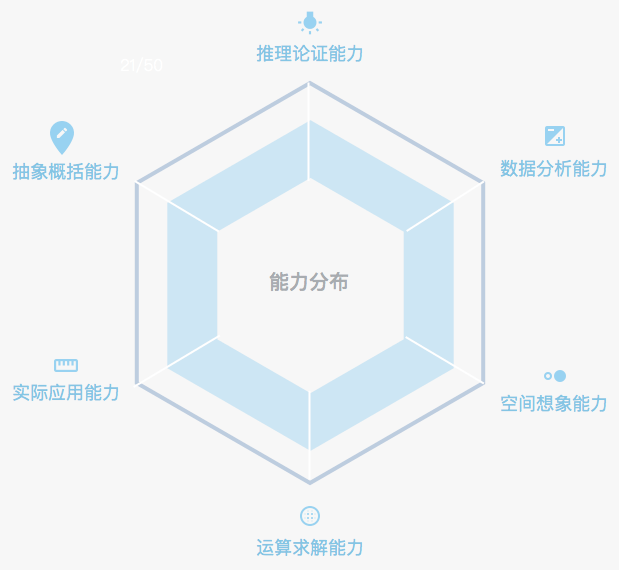 推理论证能力
21/50
抽象概括能力
数据分析能力
能力分布
实际应用能力
空间想象能力
运算求解能力